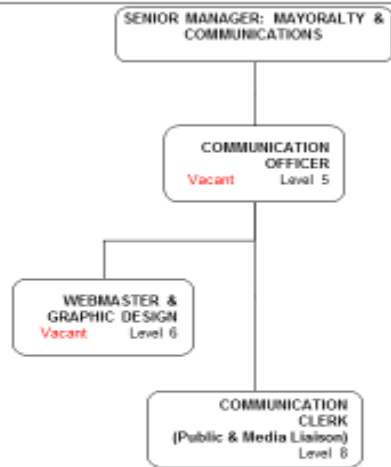 SENIOR MANAGER: MAYORALTY &
COMMUNICATIONS
COMMUNICATION
OFFICER
Vacant Level 5
WEBMASTER &
GRAPHIC DESIGN
Vacant Level 6
COMMUNICATION
CLERK
(Public & Media Liaison)
Level 8